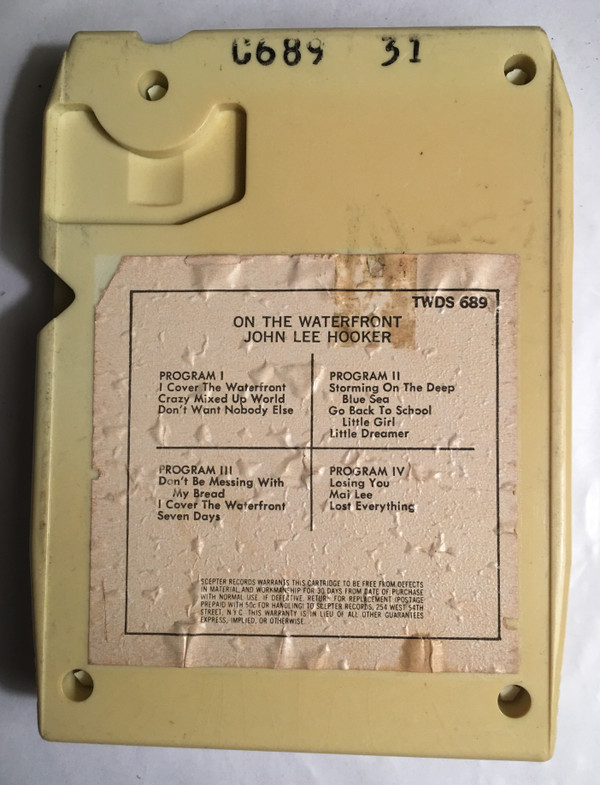 C689 31
TWDS 689
ON THE WATERFRONT
JOHN LEE HOOKER
PROGRAM I
I Cover The Waterfront
Crazy Mixed Up World
Don't Want Nobody Else
PROGRAM II
Storming On The Deep
Blue Sea
Go Back To School
Little Girl
Little Dreamer
PROGRAM III
Don't Be Messing With
My Bread
I Cover The Waterfront
Seven Days
PROGRAM IV
Losing You
Mai Lee
Lost Everything
SCEPTER RECORDS WARRANTS THIS CARTRIDGE TO BE FREE FROM DEFECTS
IN MATERIAL AND WORKMANSHIP FOR 30 DAYS FROM DATE OF PURCHASE
WITH NORMAL USE. IF DEFECTIVE, RETURN FOR REPLACEMENT (POSTAGE
PREPAID WITH 50c FOR HANDLING) TO SCEPTER RECORDS, 254 WEST 54TH
STREET, N.Y.C. THIS WARRANTY IS IN LIEU OF ALL OTHER GUARANTEES
EXPRESS, IMPLIED, OR OTHERWISE.